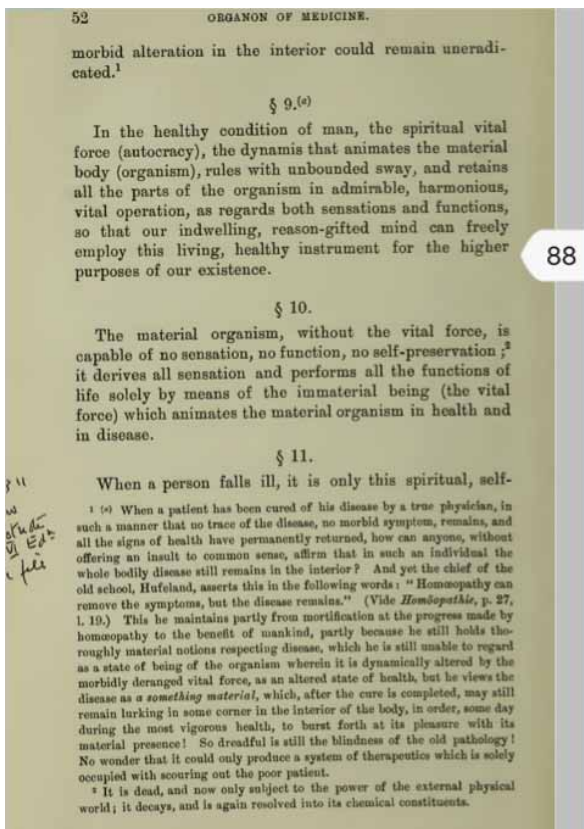 52 ORGANON OF MEDICINE.
morbid alteration in the interior could remain uneradi-
cated.¹
§ 9.(a)
In the healthy condition of man, the spiritual vital
force (autocracy), the dynamis that animates the material
body (organism), rules with unbounded sway, and retains
all the parts of the organism in admirable, harmonious,
vital operation, as regards both sensations and functions,
so that our indwelling, reason-gifted mind can freely
employ this living, healthy instrument for the higher
purposes of our existence.
88
§ 10.
The material organism, without the vital force, is
capable of no sensation, no function, no self-preservation ;²
it derives all sensation and performs all the functions of
life solely by means of the immaterial being (the vital
force) which animates the material organism in health and
in disease.
§ 11.
When a person falls ill, it is only this spiritual, self-
VI Edn
¹ (a) When a patient has been cured of his disease by a true physician, in
such a manner that no trace of the disease, no morbid symptom, remains, and
all the signs of health have permanently returned, how can anyone, without
offering an insult to common sense, affirm that in such an individual the
whole bodily disease still remains in the interior ? And yet the chief of the
old school, Hufeland, asserts this in the following words : " Homœopathy can
remove the symptoms, but the disease remains." (Vide Homöopathie, p. 27,
l. 19.) This he maintains partly from mortification at the progress made by
homœopathy to the benefit of mankind, partly because he still holds tho-
roughly material notions respecting disease, which he is still unable to regard
as a state of being of the organism wherein it is dynamically altered by the
morbidly deranged vital force, as an altered state of health, but he views the
disease as a something material, which, after the cure is completed, may still
remain lurking in some corner in the interior of the body, in order, some day
during the most vigorous health, to burst forth at its pleasure with its
material presence ! So dreadful is still the blindness of the old pathology !
No wonder that it could only produce a system of therapeutics which is solely
occupied with scouring out the poor patient.
² It is dead, and now only subject to the power of the external physical
world ; it decays, and is again resolved into its chemical constituents.